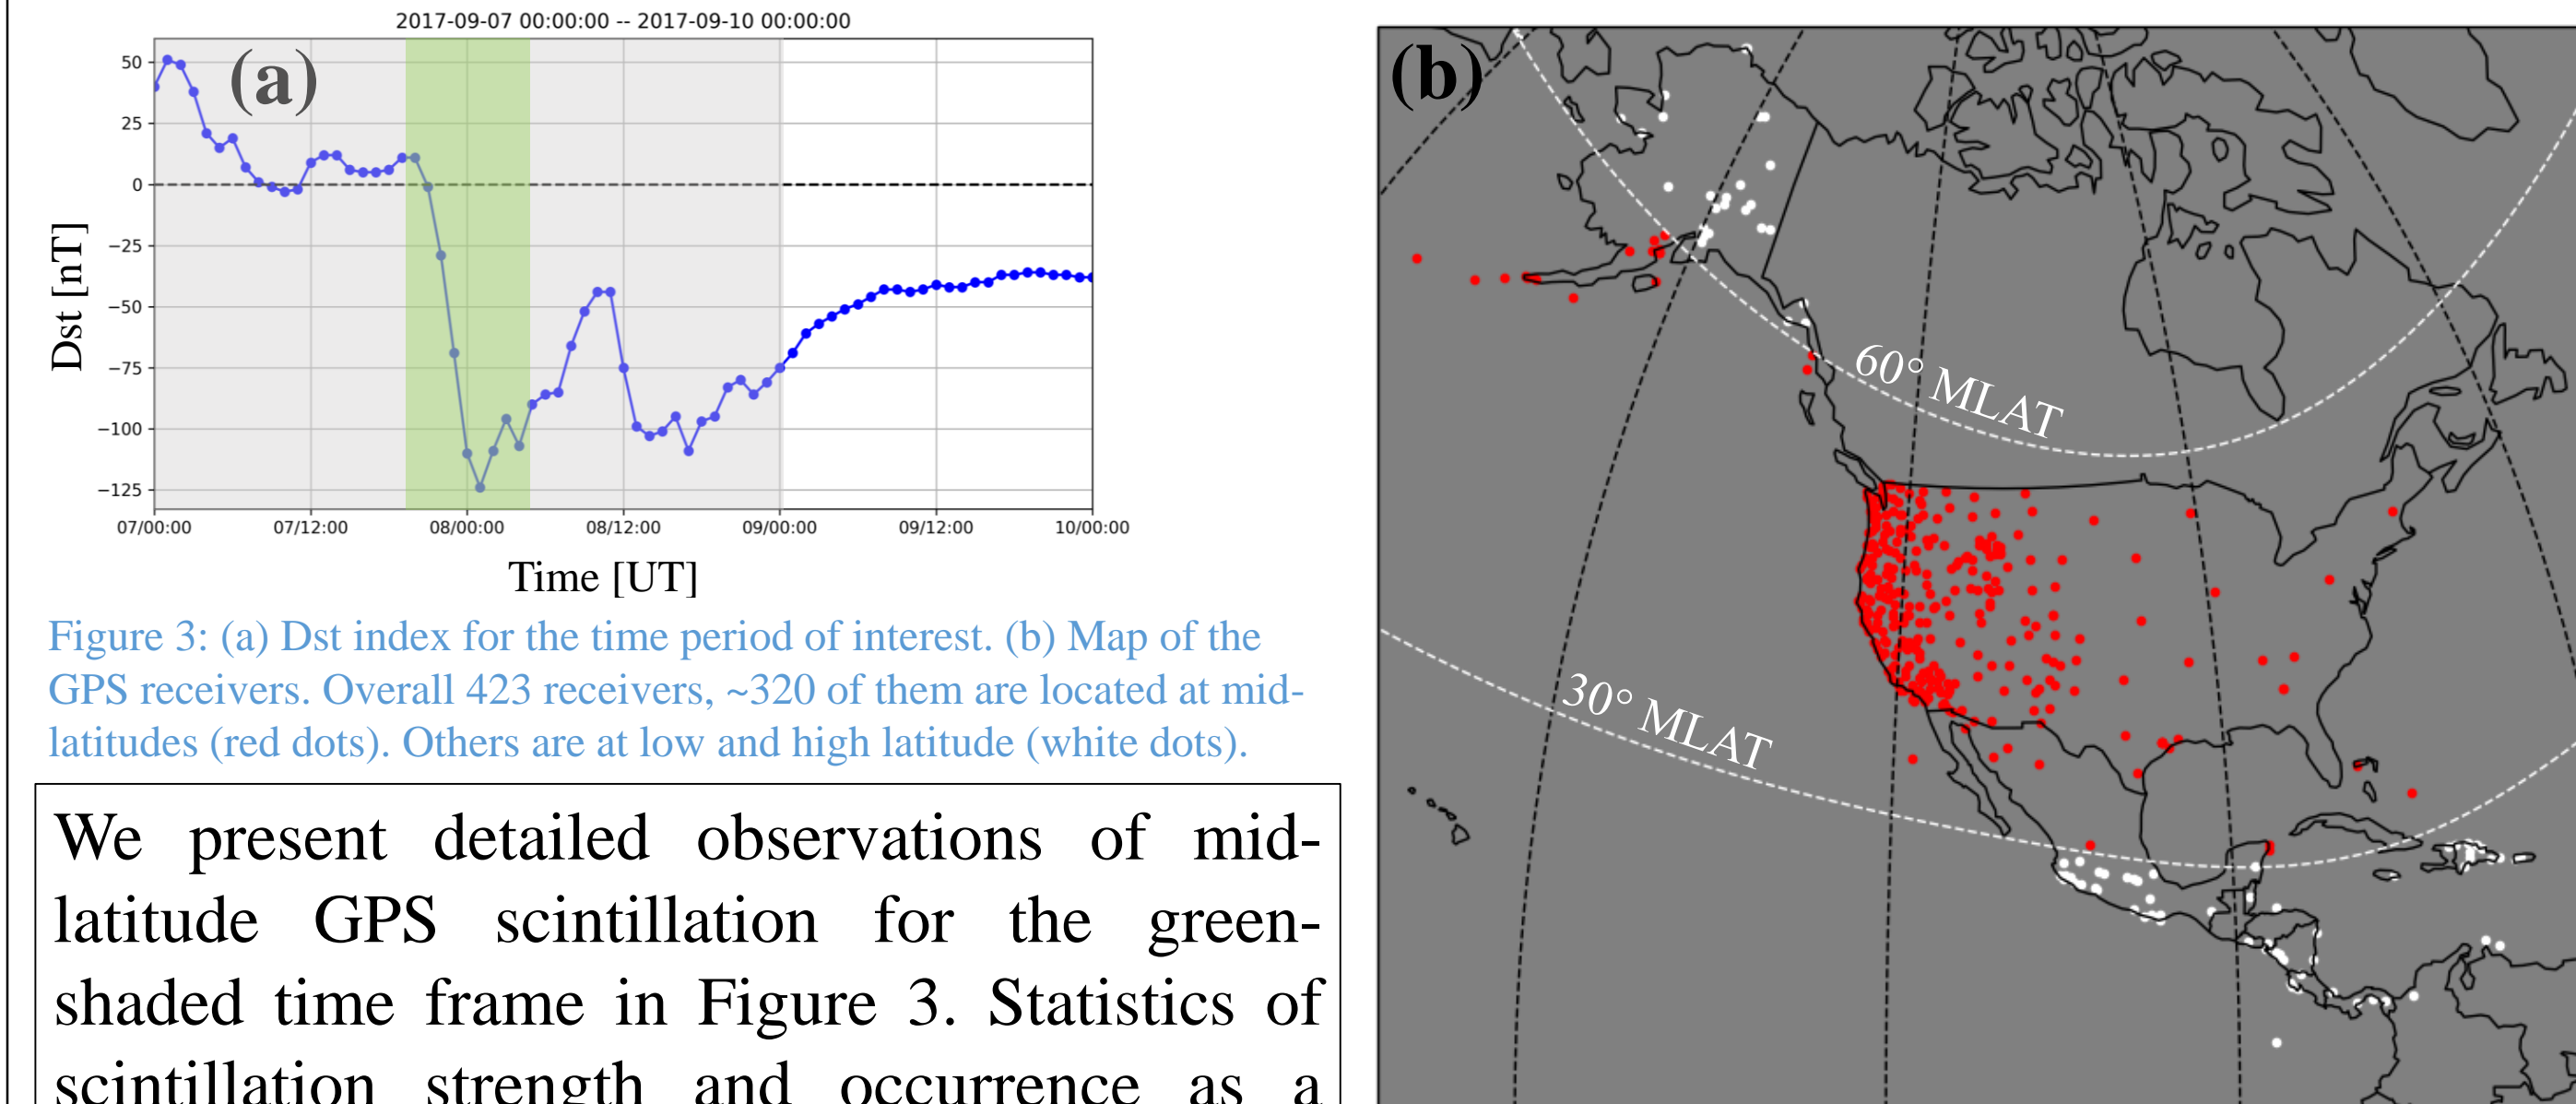 2017-09-07 00:00:00 -- 2017-09-10 00:00:00
(a)
50
25
0
−25
−50
−75
−100
−125
Dst [nT]
07/00:00 07/12:00 08/00:00 08/12:00 09/00:00 09/12:00 10/00:00
Time [UT]
Figure 3: (a) Dst index for the time period of interest. (b) Map of the
GPS receivers. Overall 423 receivers, ~320 of them are located at mid-
latitudes (red dots). Others are at low and high latitude (white dots).
We present detailed observations of mid-
latitude GPS scintillation for the green-
shaded time frame in Figure 3. Statistics of
scintillation strength and occurrence as a
(b)
60° MLAT
30° MLAT